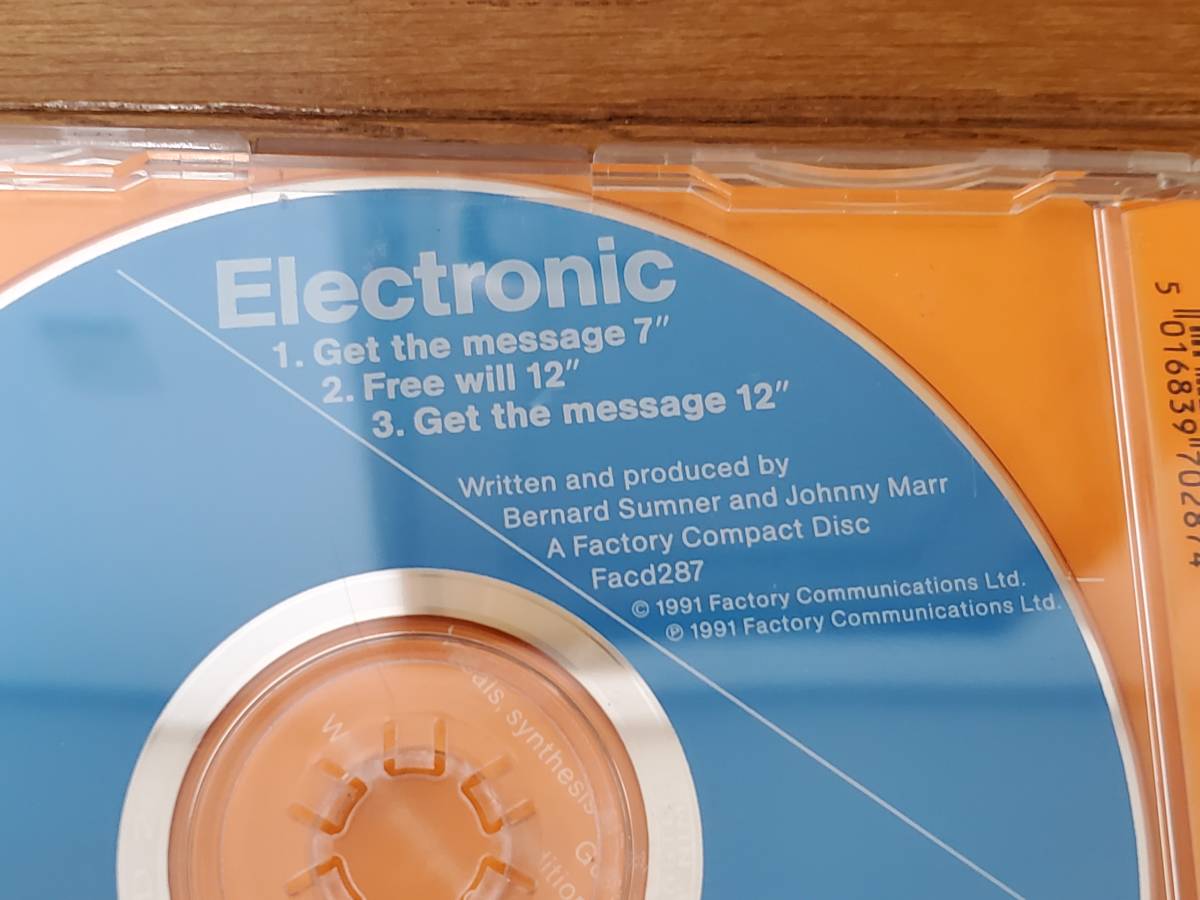 Electronic
1. Get the message 7″
2. Free will 12″
3. Get the message 12″
Written and produced by
Bernard Sumner and Johnny Marr
A Factory Compact Disc
Facd287
© 1991 Factory Communications Ltd.
℗ 1991 Factory Communications Ltd.
synthesis
5 016839 702874